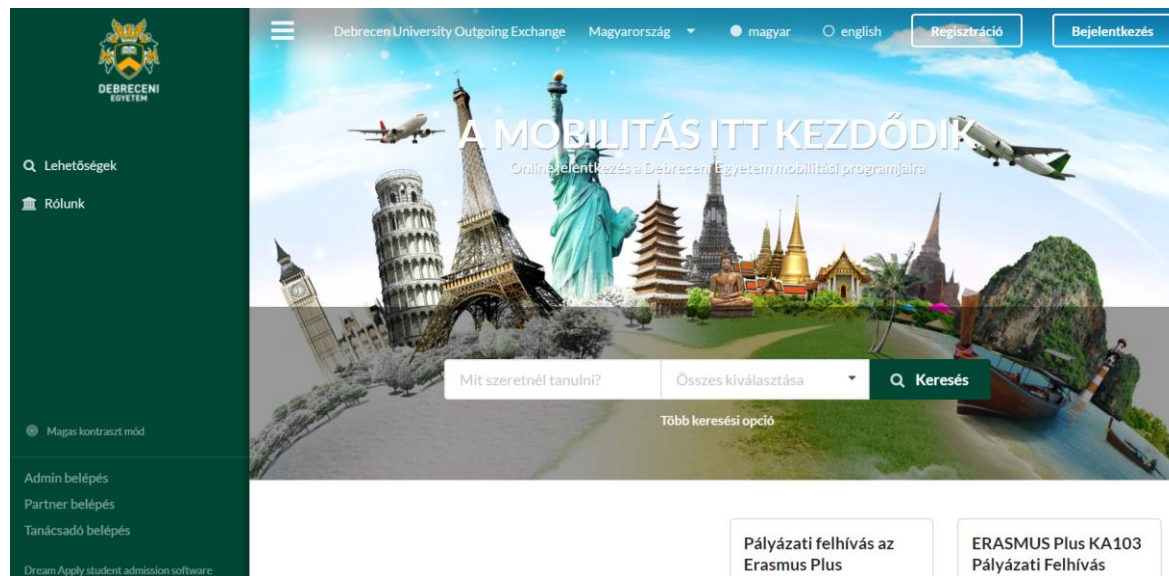 DEBRECENI
EGYETEM
Lehetőségek
Rólunk
Magas kontraszt mód
Admin belépés
Partner belépés
Tanácsadó belépés
Dream Apply student admission software
Debrecen University Outgoing Exchange Magyarország magyar english Regisztráció Bejelentkezés
A MOBILITÁS ITT KEZDŐDIK
Online jelentkezés a Debreceni Egyetem mobilitási programjaira
Mit szeretnél tanulni? Összes kiválasztása Keresés
Több keresési opció
Pályázati felhívás az
Erasmus Plus
ERASMUS Plus KA103
Pályázati Felhívás